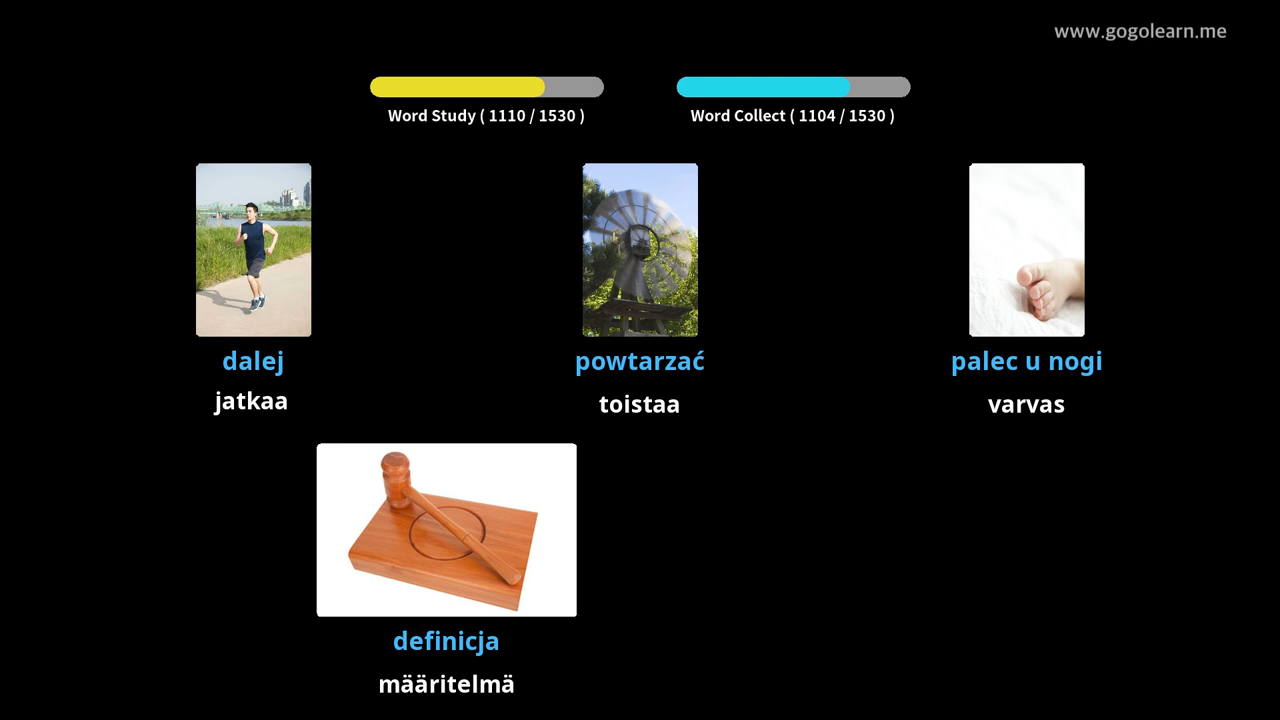 www.gogolearn.me
Word Study ( 1110 / 1530 )
Word Collect ( 1104 / 1530 )
dalej
jatkaa
powtarzać
toistaa
palec u nogi
varvas
definicja
määritelmä